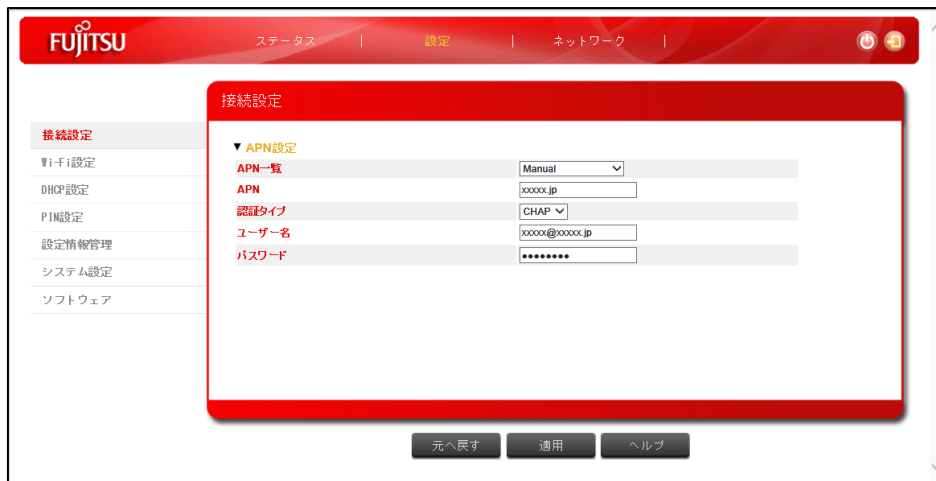 FUJITSU
ステータス | 設定 | ネットワーク |
接続設定
接続設定
Wi-Fi設定
DHCP設定
PIN設定
設定情報管理
システム設定
ソフトウェア
▼ APN設定
APN一覧 Manual
APN xxxxx.jp
認証タイプ CHAP
ユーザー名 xxxxx@xxxxx.jp
パスワード ••••••••
元へ戻す 適用 ヘルプ